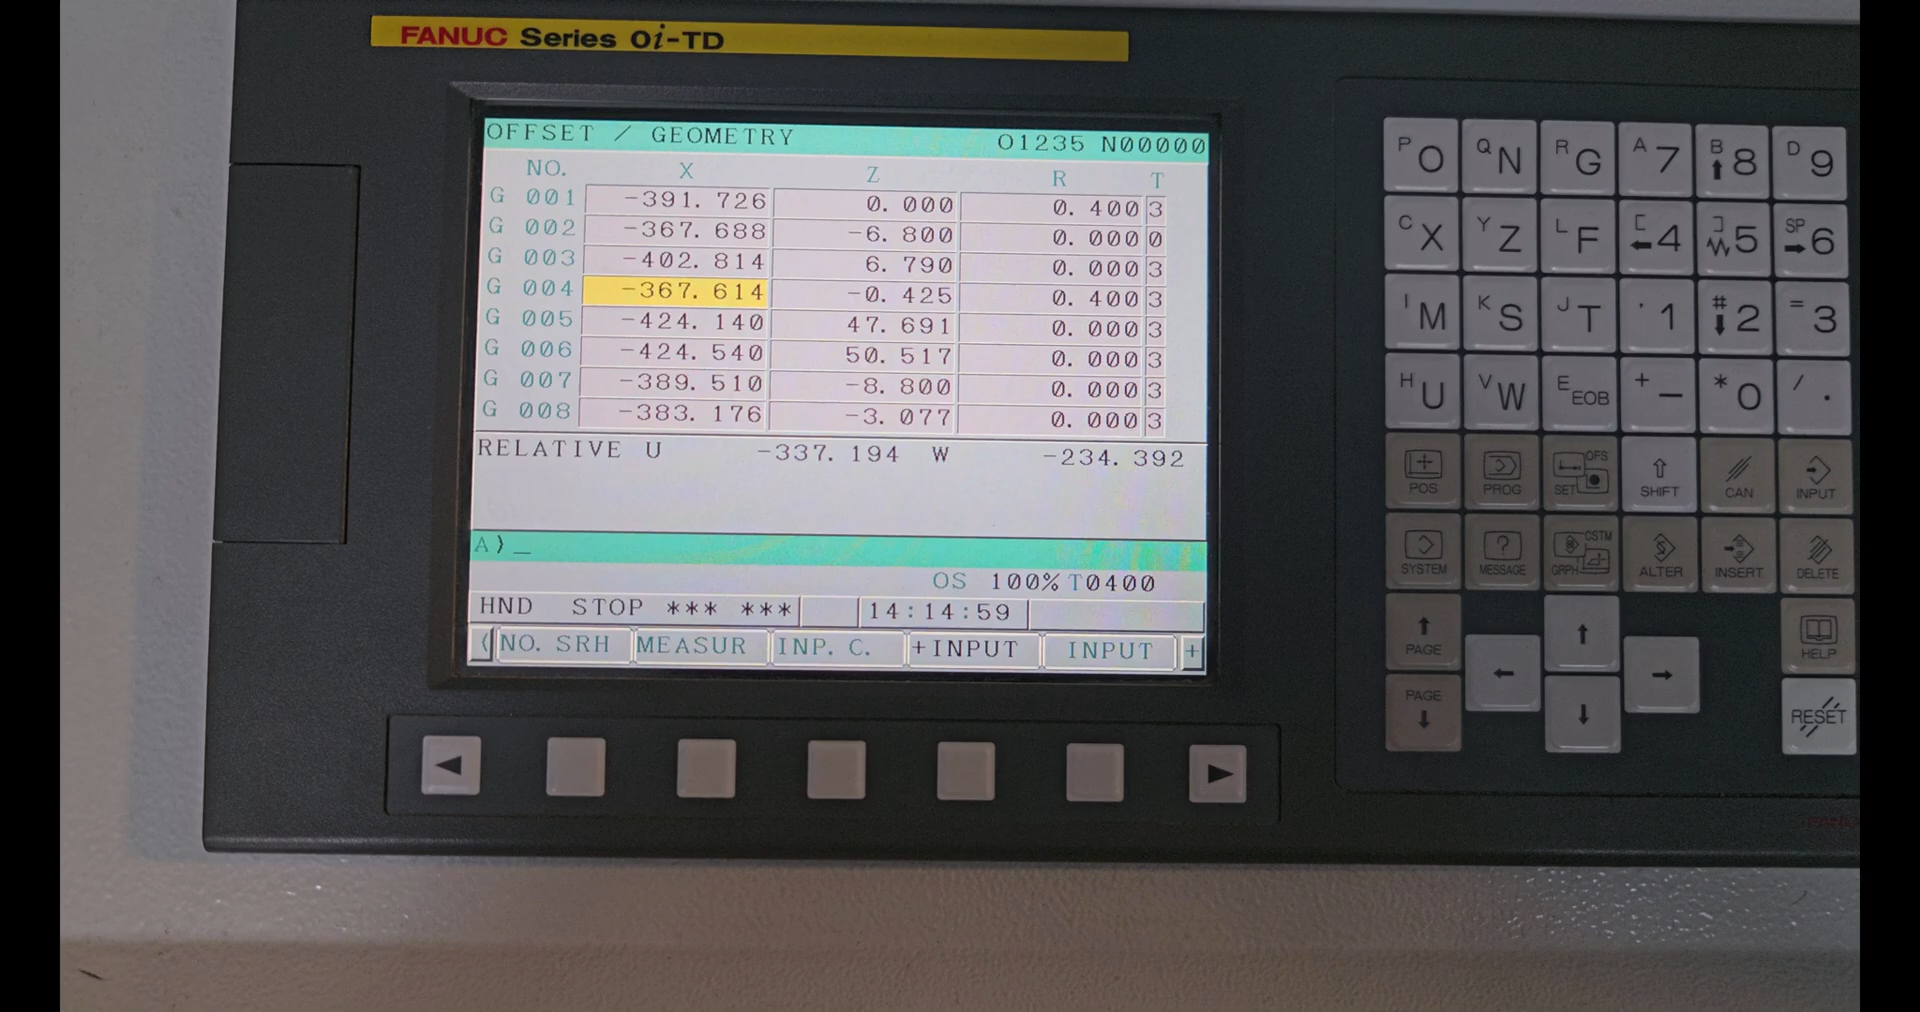 FANUC Series 0i-TD
OFFSET / GEOMETRY O1235 N00000
NO. X Z R T
G 001 -391.726 0.000 0.400 3
G 002 -367.688 -6.800 0.000 0
G 003 -402.814 6.790 0.000 3
G 004 -367.614 -0.425 0.400 3
G 005 -424.140 47.691 0.000 3
G 006 -424.540 50.517 0.000 3
G 007 -389.510 -8.800 0.000 3
G 008 -383.176 -3.077 0.000 3
RELATIVE U -337.194 W -234.392
A)_
OS 100% T0400
HND STOP *** *** 14:14:59
(NO. SRH MEASUR INP. C. +INPUT INPUT +
P O Q N R G A 7 B ↑ 8 D 9
C X Y Z L F [ ← 4 ] 5 SP → 6
I M K S J T , 1 # ↓ 2 = 3
H U V W E EOB + - * 0 / .
POS PROG OFS SET SHIFT CAN INPUT
SYSTEM ? MESSAGE CSTM GRPH ALTER INSERT DELETE
↑ PAGE ↑ HELP
← →
PAGE ↓ ↓ RESET
◀ ▶